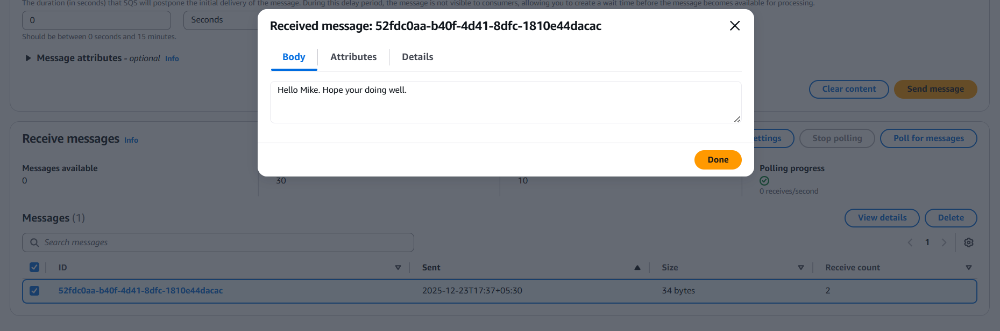 The duration (in seconds) that SQS will postpone the initial delivery of the message. During this delay period, the message is not visible to consumers, allowing you to create a wait time before the message becomes available for processing.
0
Seconds
Should be between 0 seconds and 15 minutes.
Message attributes - optional Info
Clear content
Send message
Received message: 52fdc0aa-b40f-4d41-8dfc-1810e44dacac
Body
Attributes
Details
Hello Mike. Hope your doing well.
Done
Receive messages Info
ettings
Stop polling
Poll for messages
Messages available
0
30
10
Polling progress
0 receives/second
Messages (1)
View details
Delete
Search messages
1
ID
Sent
Size
Receive count
52fdc0aa-b40f-4d41-8dfc-1810e44dacac
2025-12-23T17:37+05:30
34 bytes
2